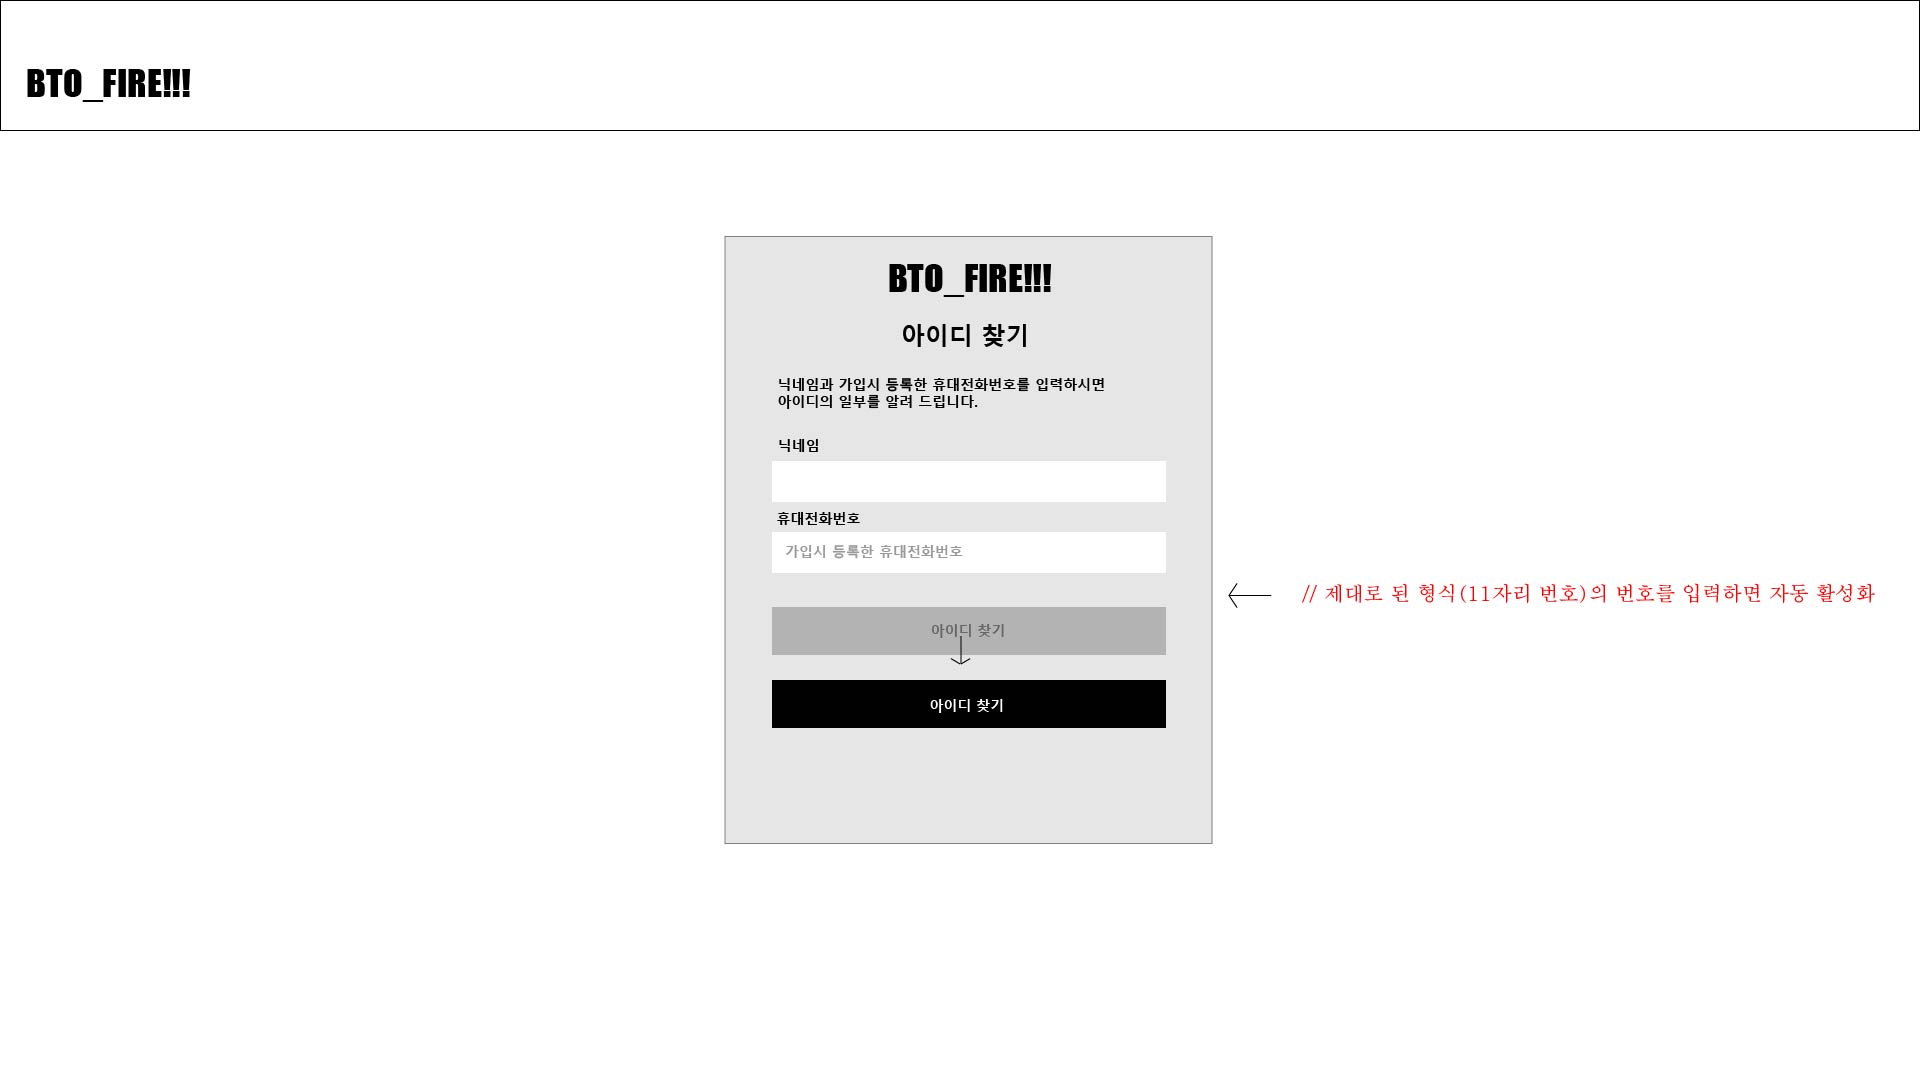 BTO_FIRE!!!
BTO_FIRE!!!
아이디 찾기
닉네임과 가입시 등록한 휴대전화번호를 입력하시면
아이디의 일부를 알려 드립니다.
닉네임
휴대전화번호
가입시 등록한 휴대전화번호
// 제대로 된 형식(11자리 번호)의 번호를 입력하면 자동 활성화
아이디 찾기
아이디 찾기